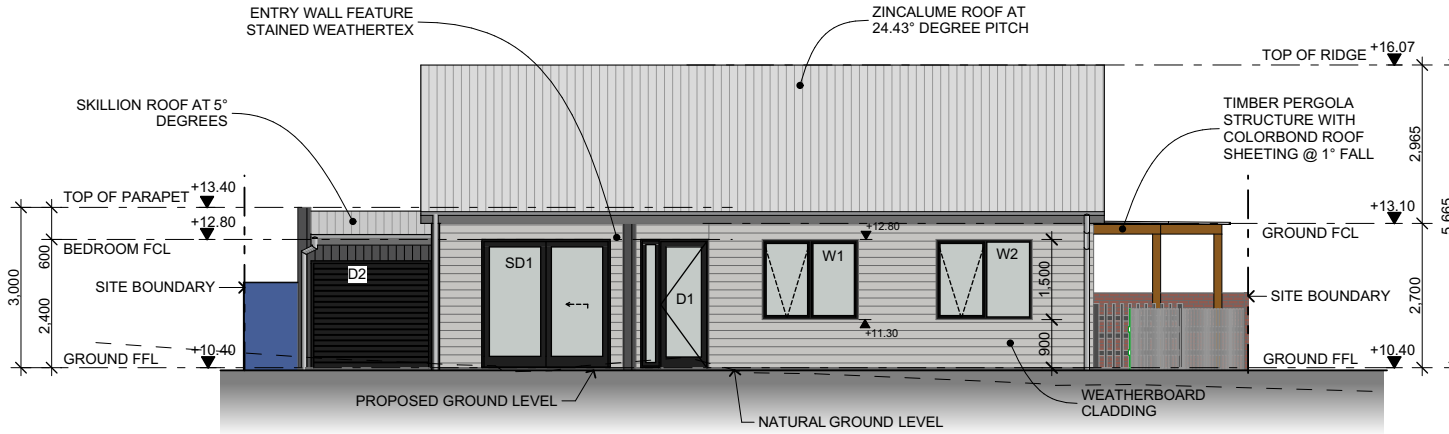 ENTRY WALL FEATURE
STAINED WEATHERTEX
ZINCALUME ROOF AT
24.43° DEGREE PITCH
TOP OF RIDGE +16.07
SKILLION ROOF AT 5°
DEGREES
TIMBER PERGOLA
STRUCTURE WITH
COLORBOND ROOF
SHEETING @ 1° FALL
2,965
5,665
TOP OF PARAPET +13.40
+12.80
BEDROOM FCL
600
3,000
2,400
SITE BOUNDARY
GROUND FFL +10.40
D2
SD1
D1
W1
W2
+12.80
1,500
+11.30
900
+13.10
GROUND FCL
2,700
SITE BOUNDARY
GROUND FFL +10.40
PROPOSED GROUND LEVEL
NATURAL GROUND LEVEL
WEATHERBOARD
CLADDING